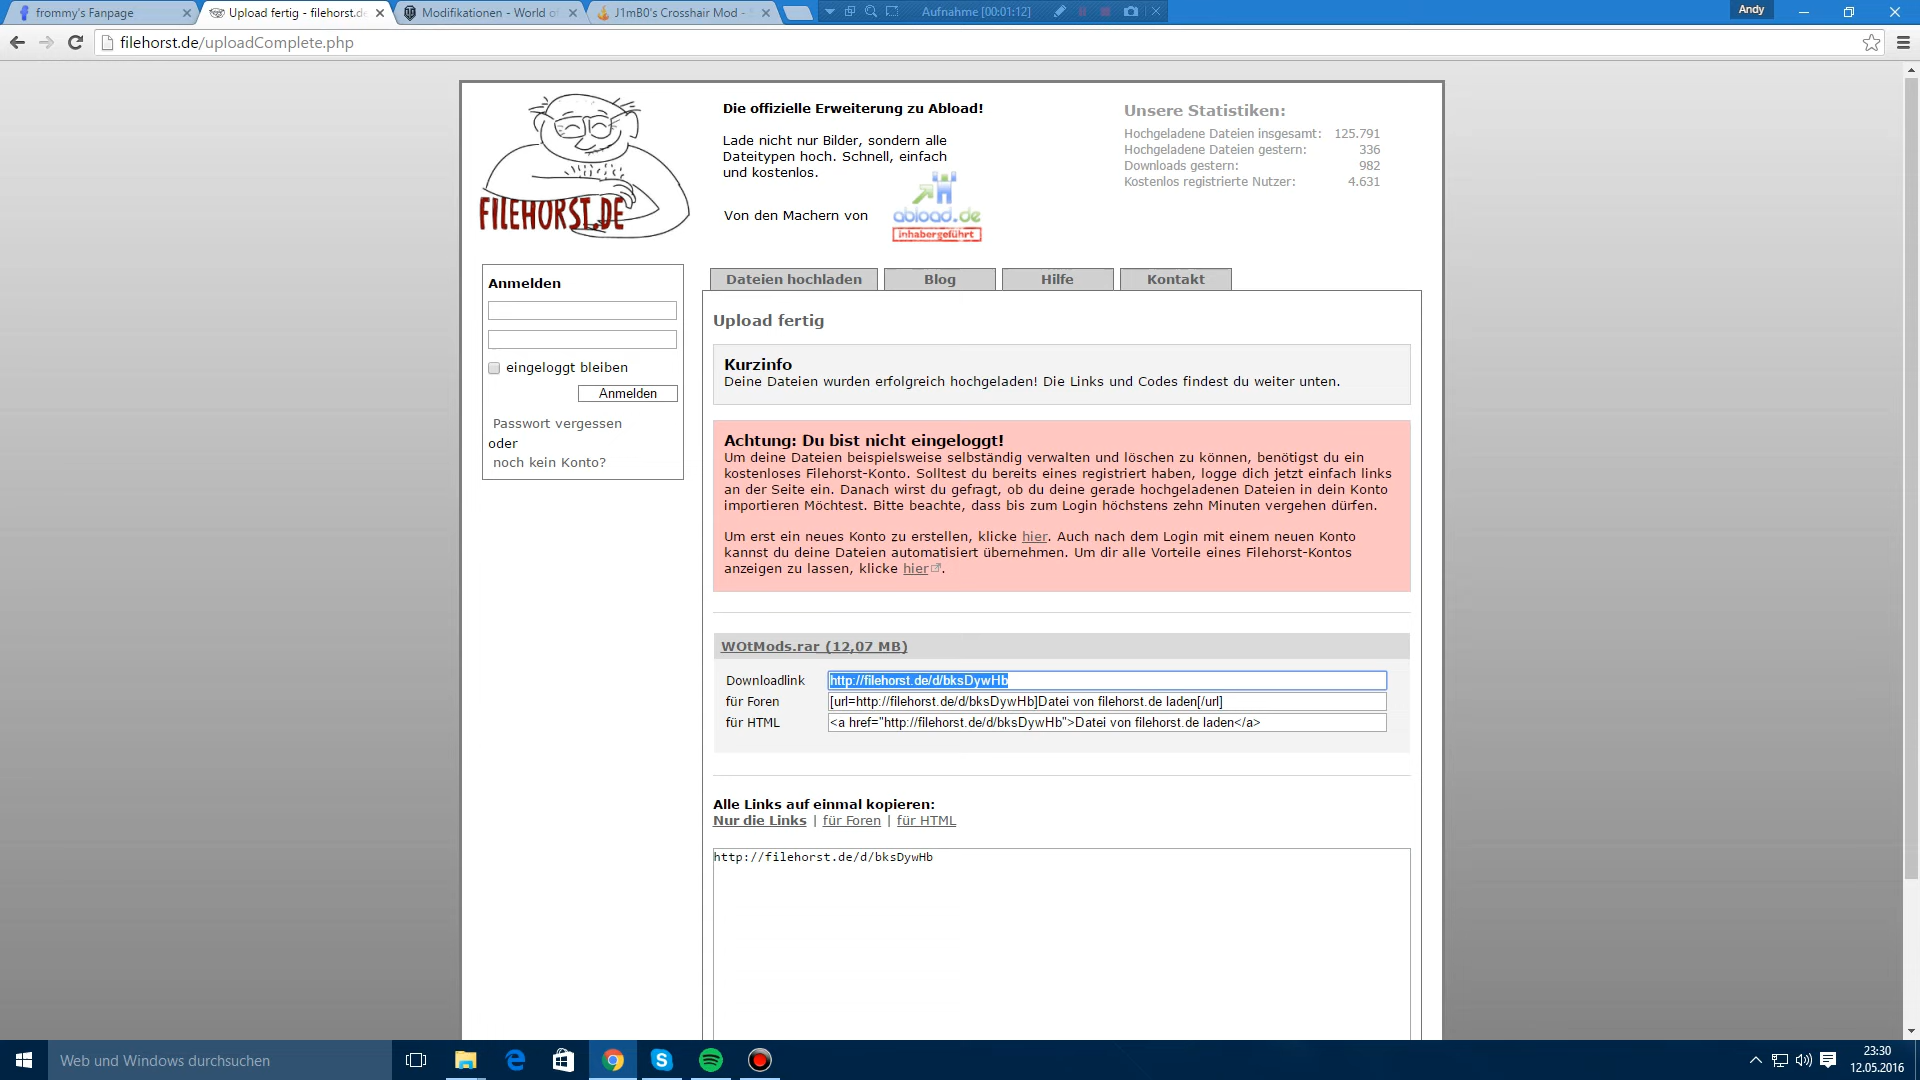 frommy's Fanpage
Upload fertig - filehorst.de
Modifikationen - World of
J1mB0's Crosshair Mod -
Aufnahme [00:01:12]
Andy
filehorst.de/uploadComplete.php
FILEHORST.DE
Die offizielle Erweiterung zu Abload!
Lade nicht nur Bilder, sondern alle
Dateitypen hoch. Schnell, einfach
und kostenlos.
Von den Machern von
abload.de
inhabergeführt
Unsere Statistiken:
Hochgeladene Dateien insgesamt: 125.791
Hochgeladene Dateien gestern: 336
Downloads gestern: 982
Kostenlos registrierte Nutzer: 4.631
Anmelden
eingeloggt bleiben
Anmelden
Passwort vergessen
oder
noch kein Konto?
Dateien hochladen
Blog
Hilfe
Kontakt
Upload fertig
Kurzinfo
Deine Dateien wurden erfolgreich hochgeladen! Die Links und Codes findest du weiter unten.
Achtung: Du bist nicht eingeloggt!
Um deine Dateien beispielsweise selbständig verwalten und löschen zu können, benötigst du ein
kostenloses Filehorst-Konto. Solltest du bereits eines registriert haben, logge dich jetzt einfach links
an der Seite ein. Danach wirst du gefragt, ob du deine gerade hochgeladenen Dateien in dein Konto
importieren Möchtest. Bitte beachte, dass bis zum Login höchstens zehn Minuten vergehen dürfen.
Um erst ein neues Konto zu erstellen, klicke hier. Auch nach dem Login mit einem neuen Konto
kannst du deine Dateien automatisiert übernehmen. Um dir alle Vorteile eines Filehorst-Kontos
anzeigen zu lassen, klicke hier.
WOtMods.rar (12,07 MB)
Downloadlink http://filehorst.de/d/bksDywHb
für Foren [url=http://filehorst.de/d/bksDywHb]Datei von filehorst.de laden[/url]
für HTML <a href="http://filehorst.de/d/bksDywHb">Datei von filehorst.de laden</a>
Alle Links auf einmal kopieren:
Nur die Links | für Foren | für HTML
http://filehorst.de/d/bksDywHb
Web und Windows durchsuchen
23:30
12.05.2016